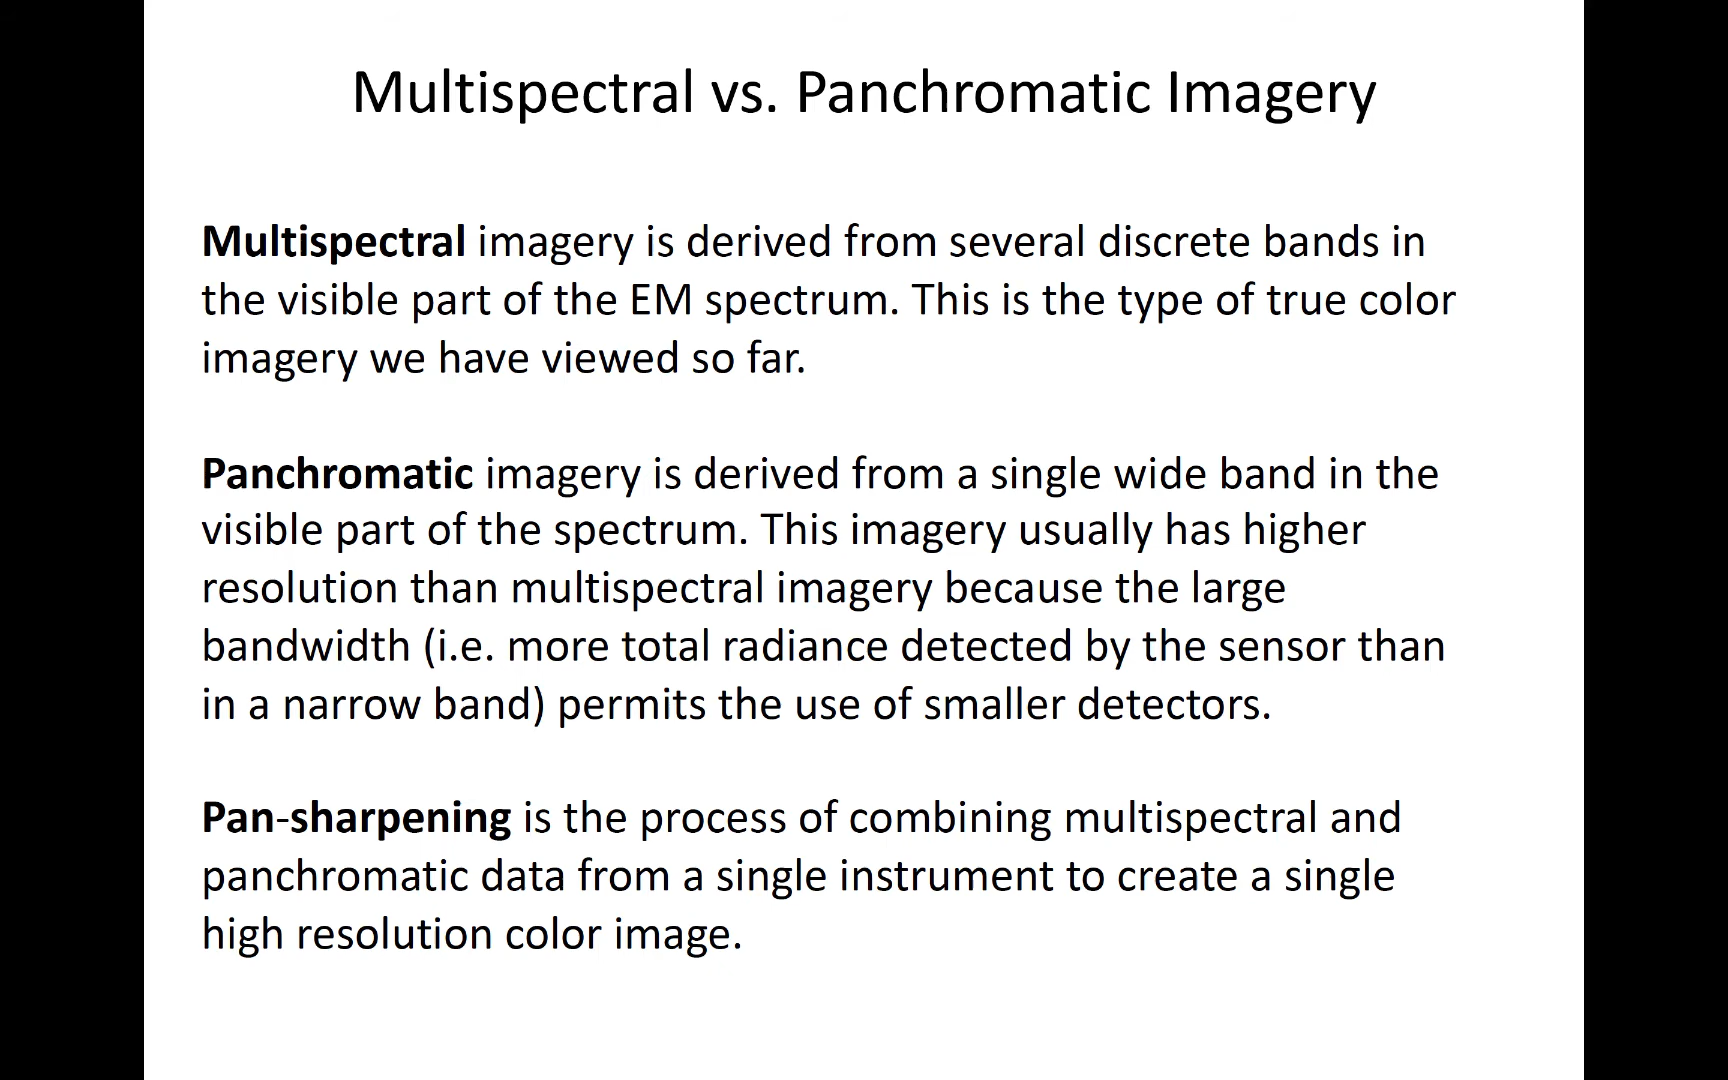 Multispectral vs. Panchromatic Imagery
Multispectral imagery is derived from several discrete bands in
the visible part of the EM spectrum. This is the type of true color
imagery we have viewed so far.
Panchromatic imagery is derived from a single wide band in the
visible part of the spectrum. This imagery usually has higher
resolution than multispectral imagery because the large
bandwidth (i.e. more total radiance detected by the sensor than
in a narrow band) permits the use of smaller detectors.
Pan-sharpening is the process of combining multispectral and
panchromatic data from a single instrument to create a single
high resolution color image.